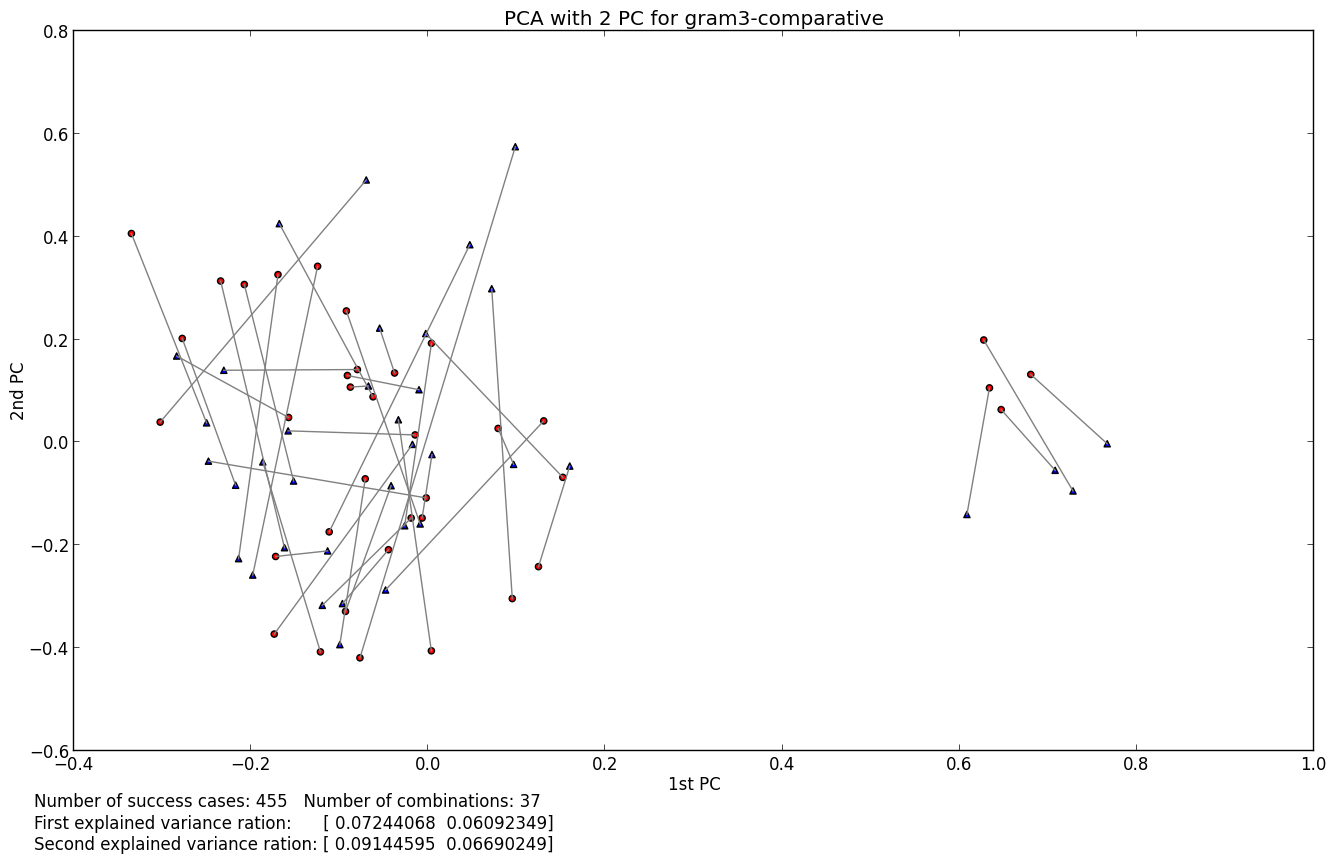 PCA with 2 PC for gram3-comparative
0.8
0.6
0.4
0.2
0.0
−0.2
−0.4
−0.6
2nd PC
−0.4 −0.2 0.0 0.2 0.4 0.6 0.8 1.0
1st PC
Number of success cases: 455 Number of combinations: 37
First explained variance ration: [ 0.07244068 0.06092349]
Second explained variance ration: [ 0.09144595 0.06690249]